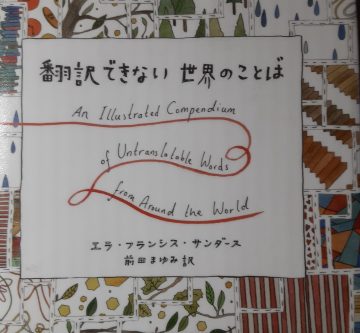 翻訳できない 世界のことば
An Illustrated Compendium
of Untranslatable Words
from Around the World
エラ・フランシス・サンダース
前田まゆみ 訳